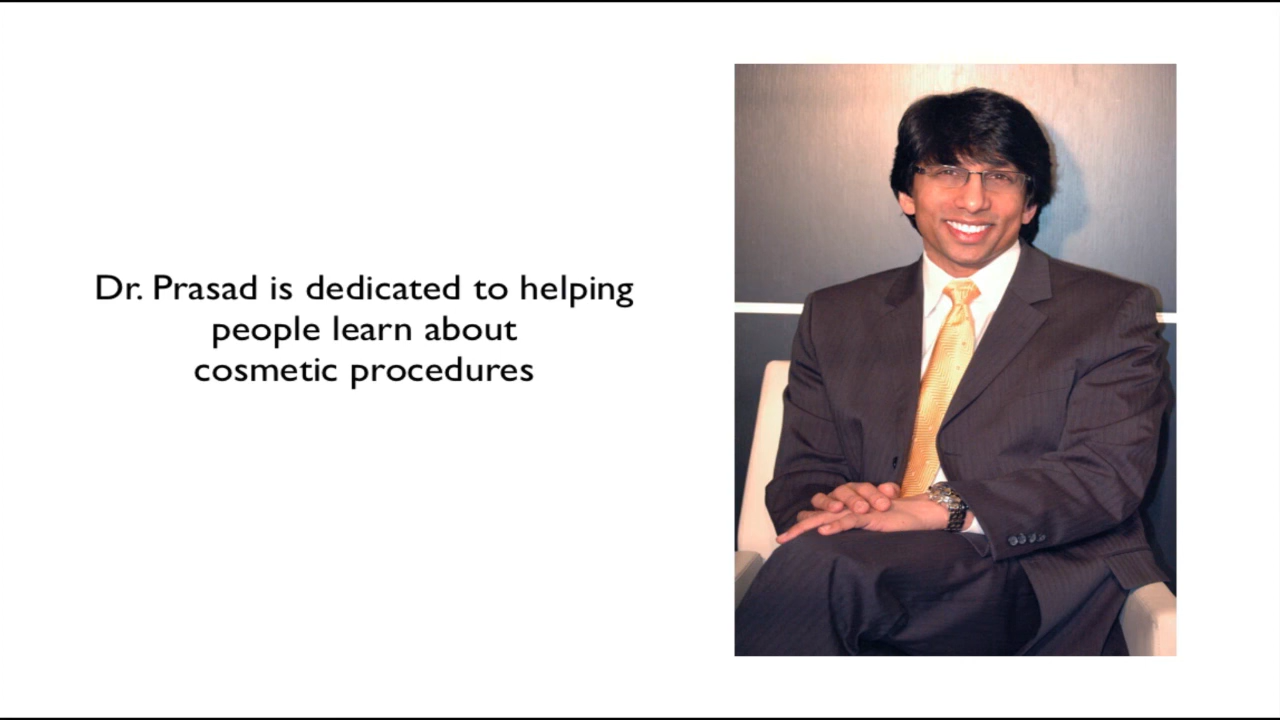 Dr. Prasad is dedicated to helping
people learn about
cosmetic procedures